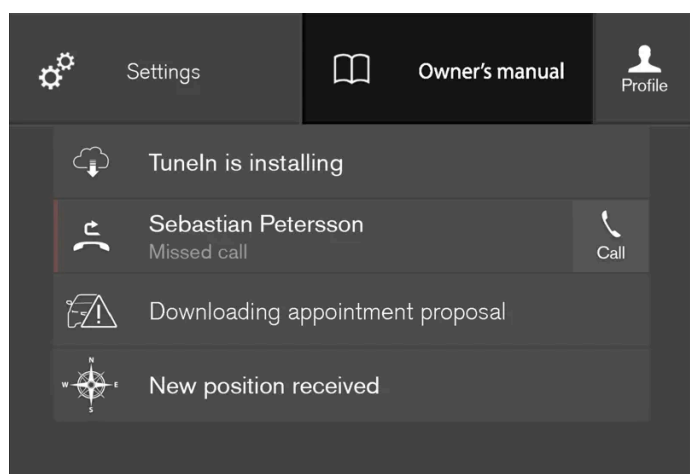 Settings
Owner's manual
Profile
TuneIn is installing
Sebastian Petersson
Missed call
Call
Downloading appointment proposal
N
W
E
S
New position received